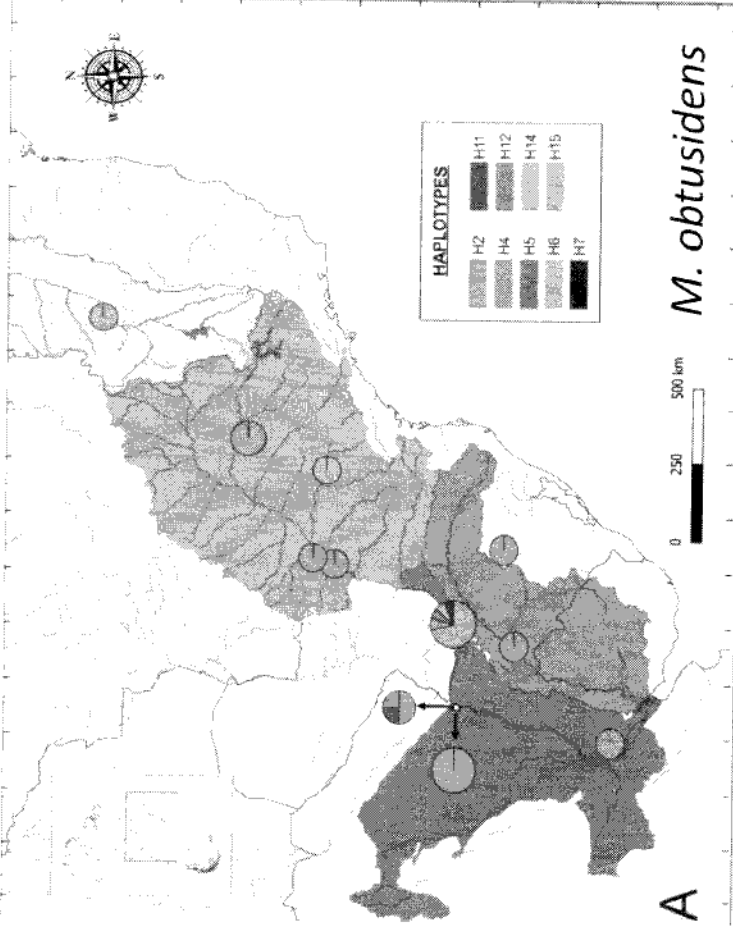 N
E
W
S
HAPLOTYPES
H2
H4
H5
H6
H7
H11
H12
H14
H15
0
250
500 km
M. obtusidens
A